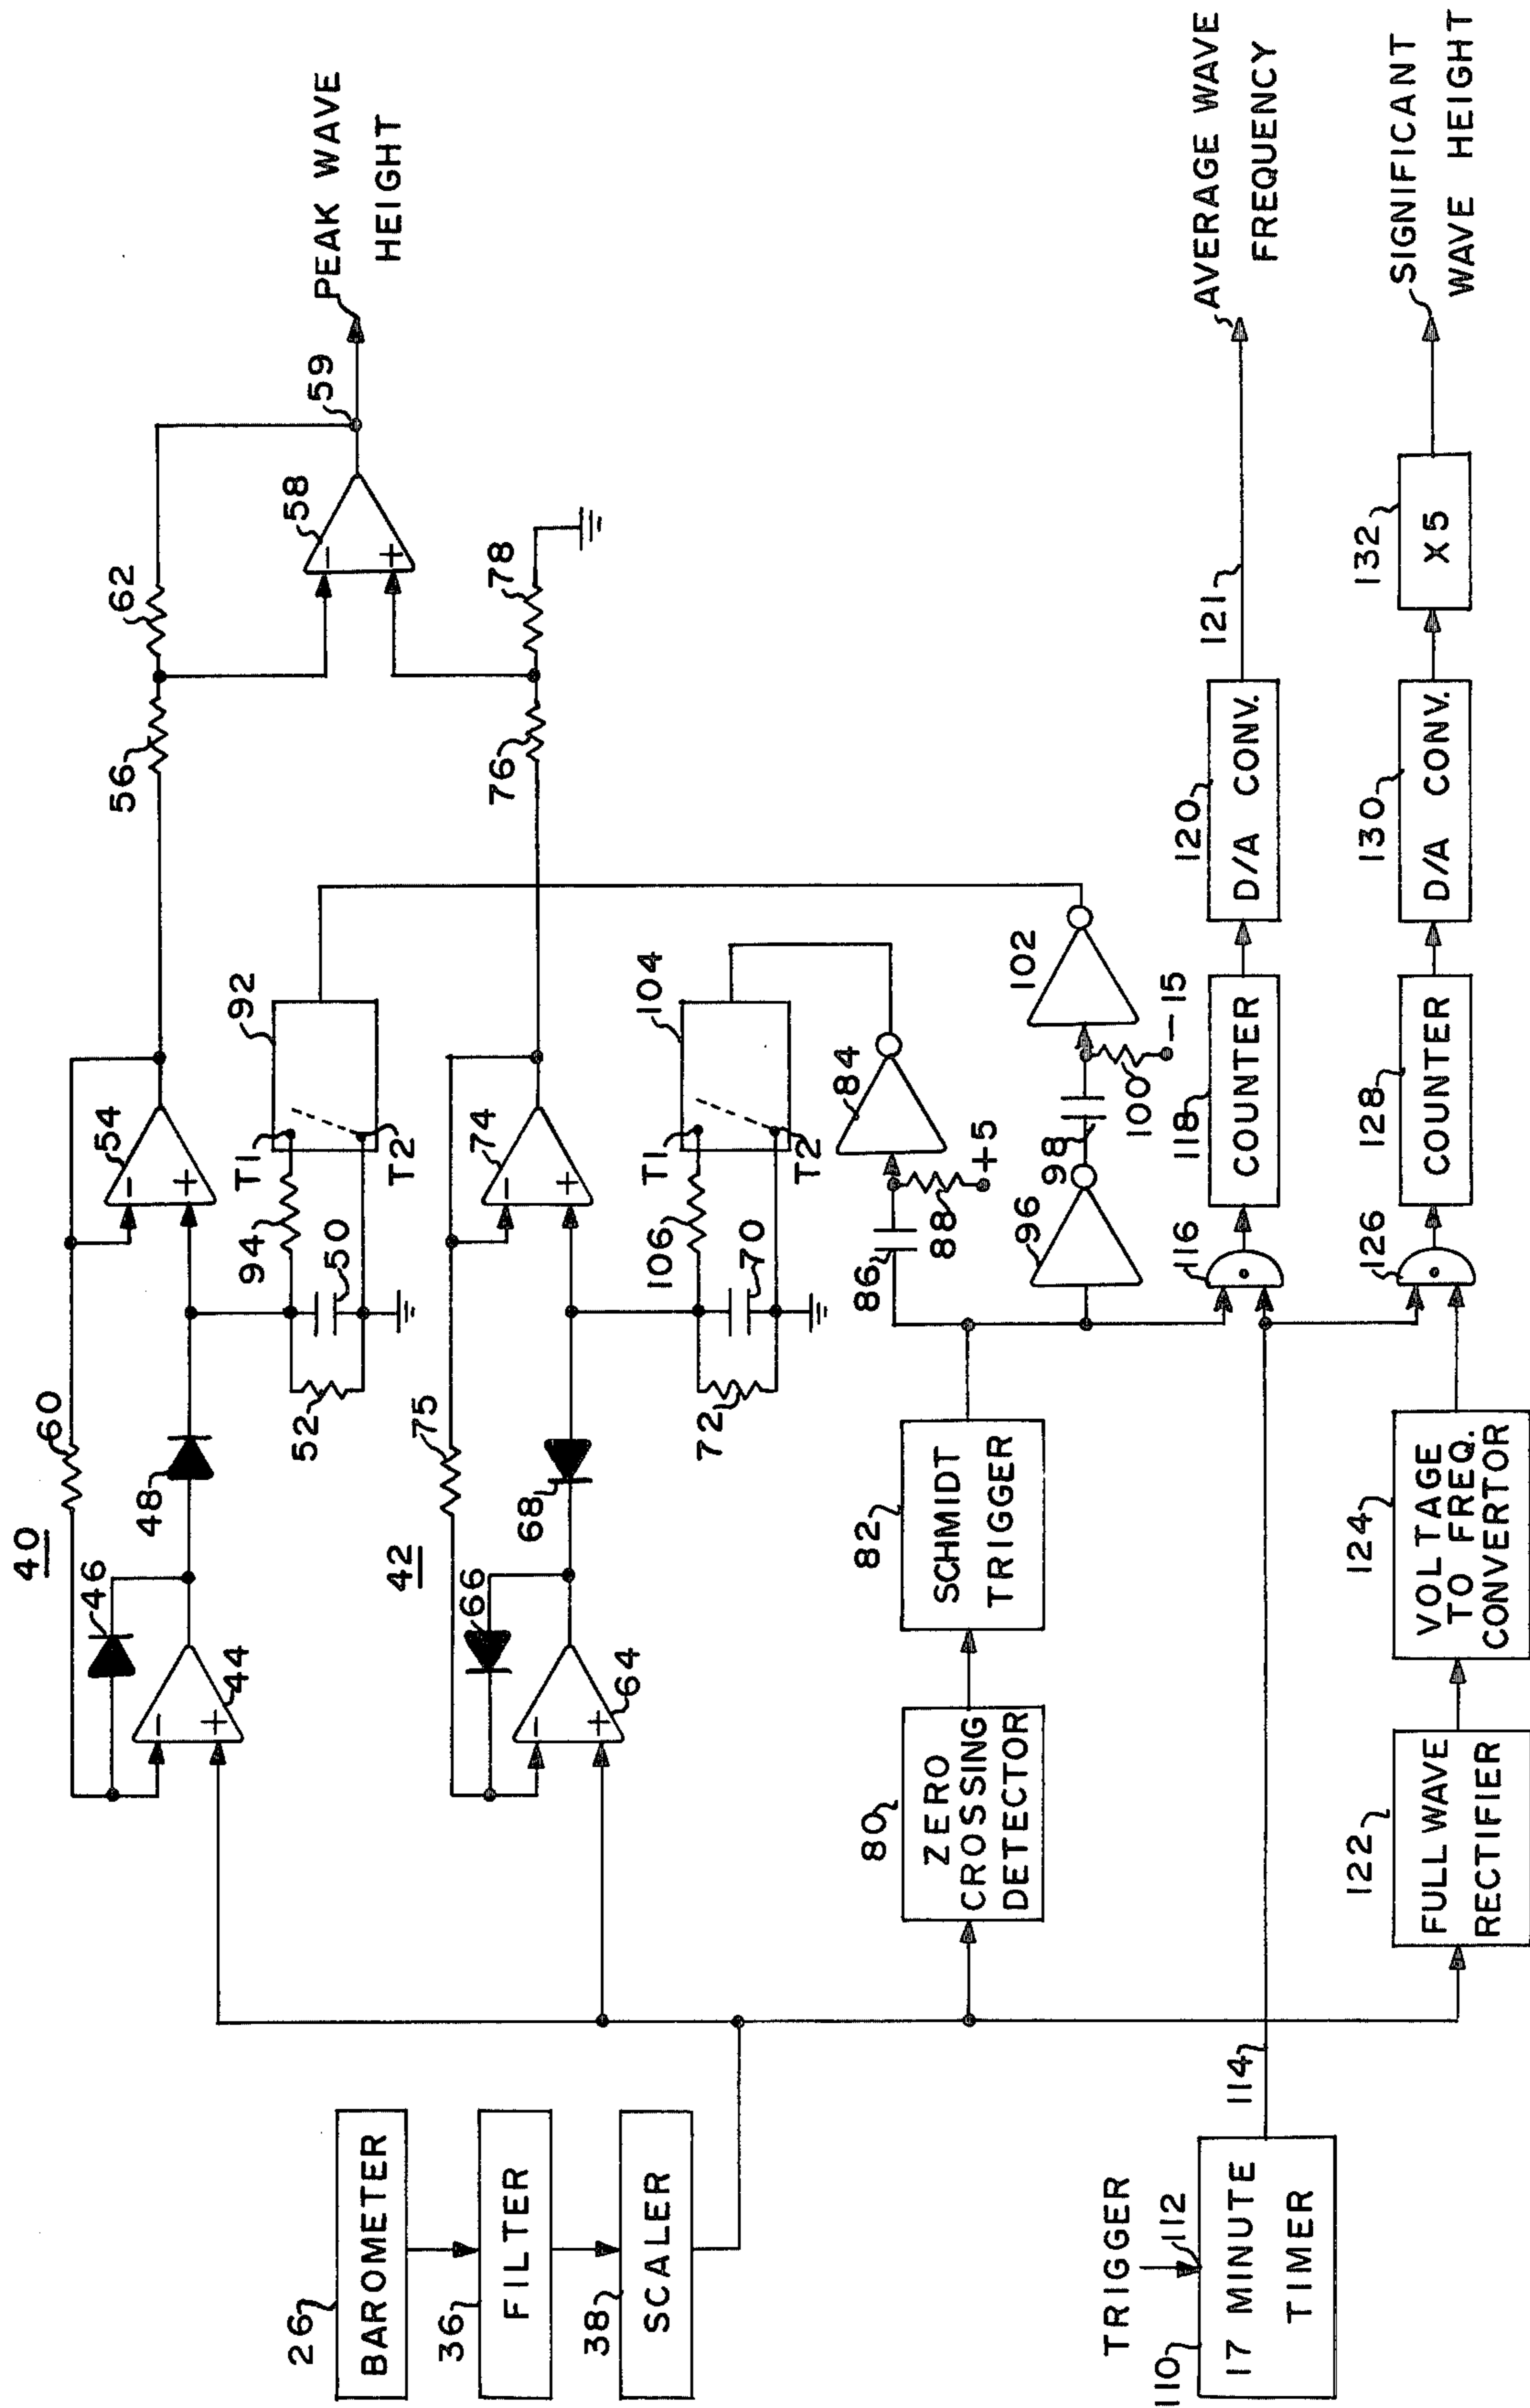 40
60
46
44
48
54
56
62
58
59
PEAK WAVE
HEIGHT
-
+
-
+
-
+
52
50
94
T1
T2
92
42
75
66
64
68
74
76
78
-
+
-
+
72
70
106
T1
T2
104
26
BAROMETER
36
FILTER
38
SCALER
80
ZERO
CROSSING
DETECTOR
82
SCHMIDT
TRIGGER
86
88
+5
84
96
98
100
-15
102
TRIGGER
112
110
17 MINUTE
TIMER
114
116
118
COUNTER
120
D/A CONV.
121
AVERAGE WAVE
FREQUENCY
122
FULL WAVE
RECTIFIER
124
VOLTAGE
TO FREQ.
CONVERTOR
126
128
COUNTER
130
D/A CONV.
132
X5
SIGNIFICANT
WAVE HEIGHT